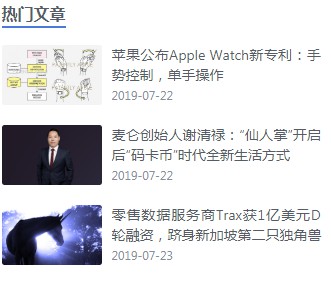 热门文章
苹果公布Apple Watch新专利：手
势控制，单手操作
2019-07-22
麦仑创始人谢清禄：“仙人掌”开启
后“码卡币”时代全新生活方式
2019-07-22
零售数据服务商Trax获1亿美元D
轮融资，跻身新加坡第二只独角兽
2019-07-23